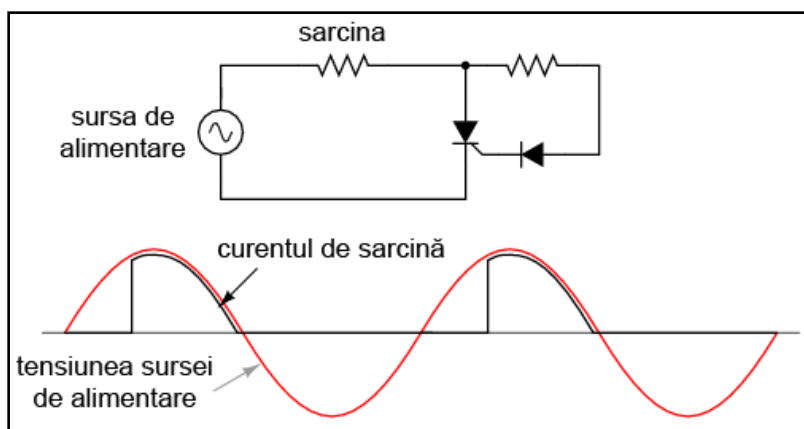 sarcina
sursa de
alimentare
curentul de sarcină
tensiunea sursei
de alimentare